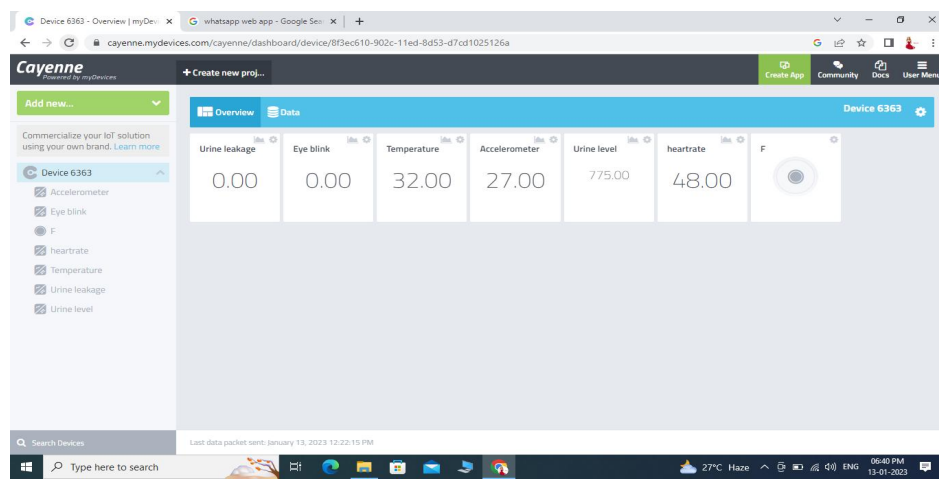 Device 6363 - Overview | myDev
whatsapp web app - Google Sear
cayenne.mydevices.com/cayenne/dashboard/device/8f3ec610-902c-11ed-8d53-d7cd1025126a
Cayenne
Powered by myDevices
+ Create new proj...
Create App
Community
Docs
User Menu
Add new...
Overview
Data
Device 6363
Commercialize your IoT solution
using your own brand. Learn more
Device 6363
Accelerometer
Eye blink
F
heartrate
Temperature
Urine leakage
Urine level
Urine leakage
0.00
Eye blink
0.00
Temperature
32.00
Accelerometer
27.00
Urine level
775.00
heartrate
48.00
F
Search Devices
Last data packet sent: January 13, 2023 12:22:15 PM
Type here to search
27°C Haze
ENG
06:40 PM
13-01-2023